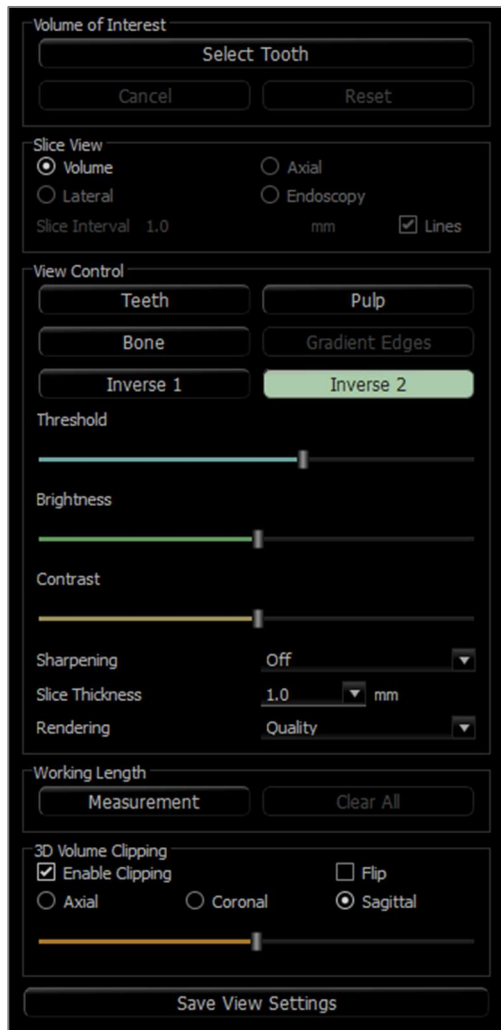 Volume of Interest
Select Tooth
Cancel Reset
Slice View
Volume Axial
Lateral Endoscopy
Slice Interval 1.0 mm Lines
View Control
Teeth Pulp
Bone Gradient Edges
Inverse 1 Inverse 2
Threshold
Brightness
Contrast
Sharpening Off
Slice Thickness 1.0 mm
Rendering Quality
Working Length
Measurement Clear All
3D Volume Clipping
Enable Clipping Flip
Axial Coronal Sagittal
Save View Settings